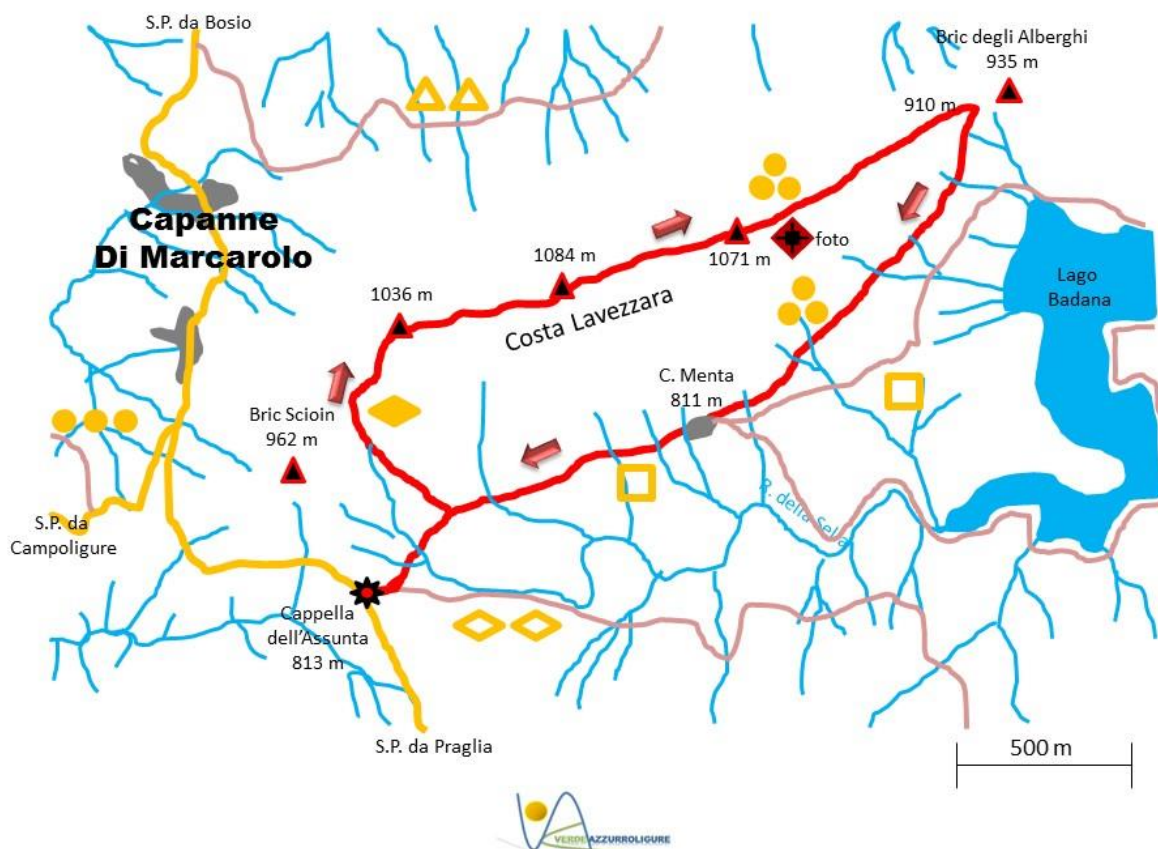 S.P. da Bosio
Bric degli Alberghi
935 m
910 m
Capanne
Di Marcarolo
foto
1071 m
1084 m
1036 m
Lago
Badana
Costa Lavezzara
C. Menta
811 m
Bric Scioin
962 m
R. della Sella
S.P. da
Campoligure
Cappella
dell'Assunta
813 m
S.P. da Praglia
500 m
VERDEAZZURROLIGURE